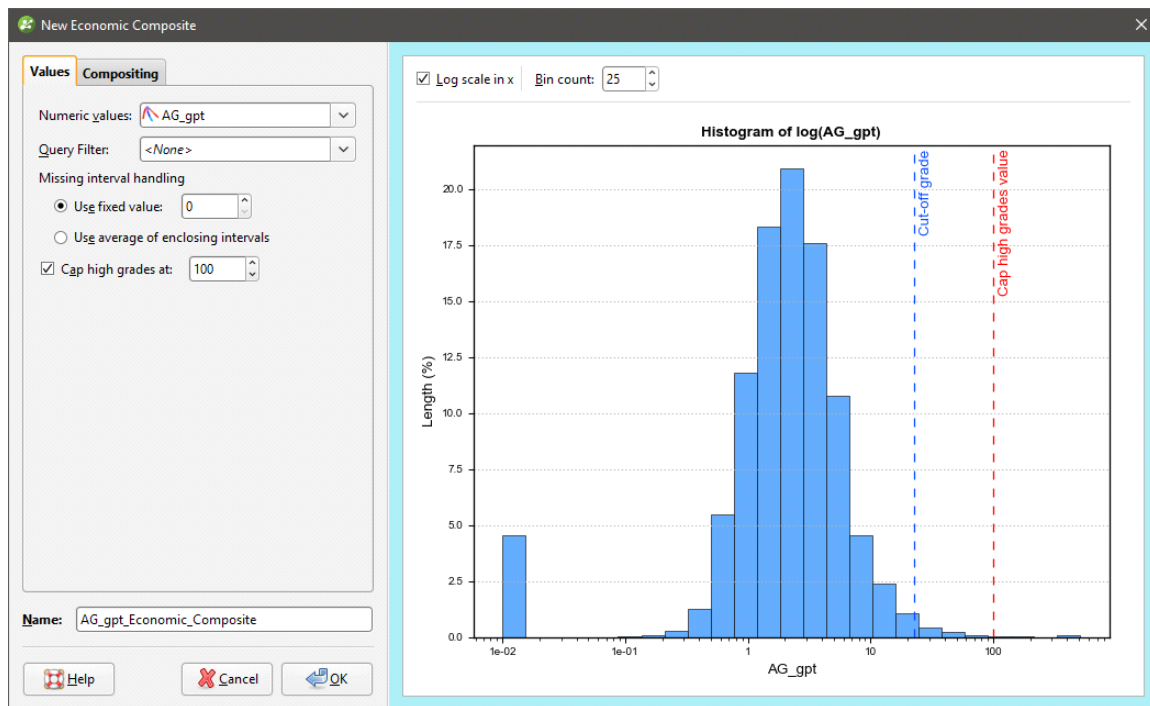 New Economic Composite
Values
Compositing
Numeric values: AG_gpt
Query Filter: <None>
Missing interval handling
Use fixed value: 0
Use average of enclosing intervals
Cap high grades at: 100
Name: AG_gpt_Economic_Composite
Help
Cancel
OK
Log scale in x
Bin count: 25
Histogram of log(AG_gpt)
Length (%)
20.0
17.5
15.0
12.5
10.0
7.5
5.0
2.5
0.0
Cut-off grade
Cap high grades value
1e-02
1e-01
1
10
100
AG_gpt